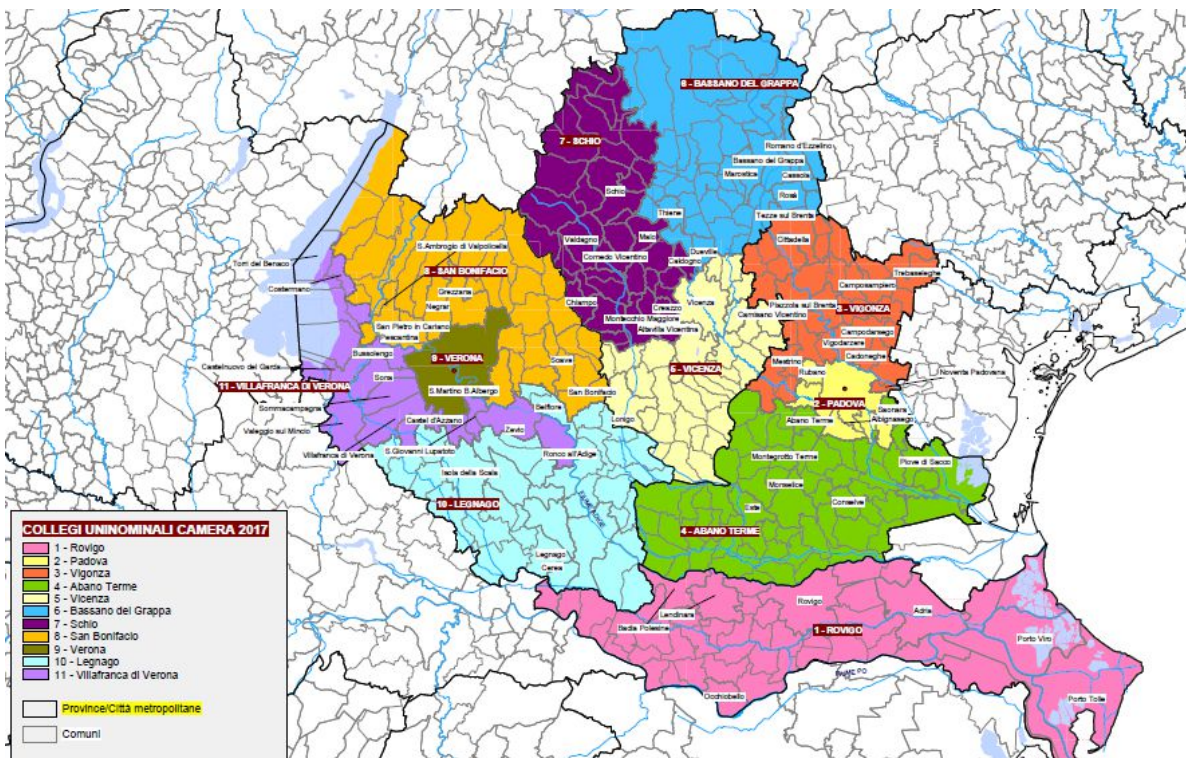 6 - BASSANO DEL GRAPPA
7 - SCHIO
Romano d'Ezzelino
Bassano del Grappa
Marostica
Cassola
Schio
Rosà
Thiene
Tezze sul Brenta
Valdagno
Malo
Cittadella
S.Ambrogio di Valpolicella
Cornedo Vicentino
Dueville
Caldogno
Torri del Benaco
8 - SAN BONIFACIO
Trebaseleghe
Costermano
Grezzana
Camposampiero
Negrar
Chiampo
Creazzo
Vicenza
Piazzola sul Brenta
3 - VIGONZA
San Pietro in Cariano
Montecchio Maggiore
Camisano Vicentino
Pescantina
Altavilla Vicentina
Campodarsego
Vigodarzere
Bussolengo
9 - VERONA
Soave
Mestrino
Cadoneghe
Castelnuovo del Garda
Sona
5 - VICENZA
Rubano
Noventa Padovana
11 - VILLAFRANCA DI VERONA
S.Martino B.Albergo
San Bonifacio
2 - PADOVA
Sommacampagna
Belfiore
Saonara
Valeggio sul Mincio
Castel d'Azzano
Zevio
Lonigo
Abano Terme
Albignasego
Villafranca di Verona
S.Giovanni Lupatoto
Ronco all'Adige
Montegrotto Terme
Piove di Sacco
Isola della Scala
Monselice
10 - LEGNAGO
Este
Conselve
4 - ABANO TERME
Legnago
Cerea
Lendinara
Rovigo
Adria
Badia Polesine
1 - ROVIGO
Porto Viro
FIUME PO
Occhiobello
Porto Tolle
COLLEGI UNINOMINALI CAMERA 2017
1 - Rovigo
2 - Padova
3 - Vigonza
4 - Abano Terme
5 - Vicenza
6 - Bassano del Grappa
7 - Schio
8 - San Bonifacio
9 - Verona
10 - Legnago
11 - Villafranca di Verona
Province/Città metropolitane
Comuni